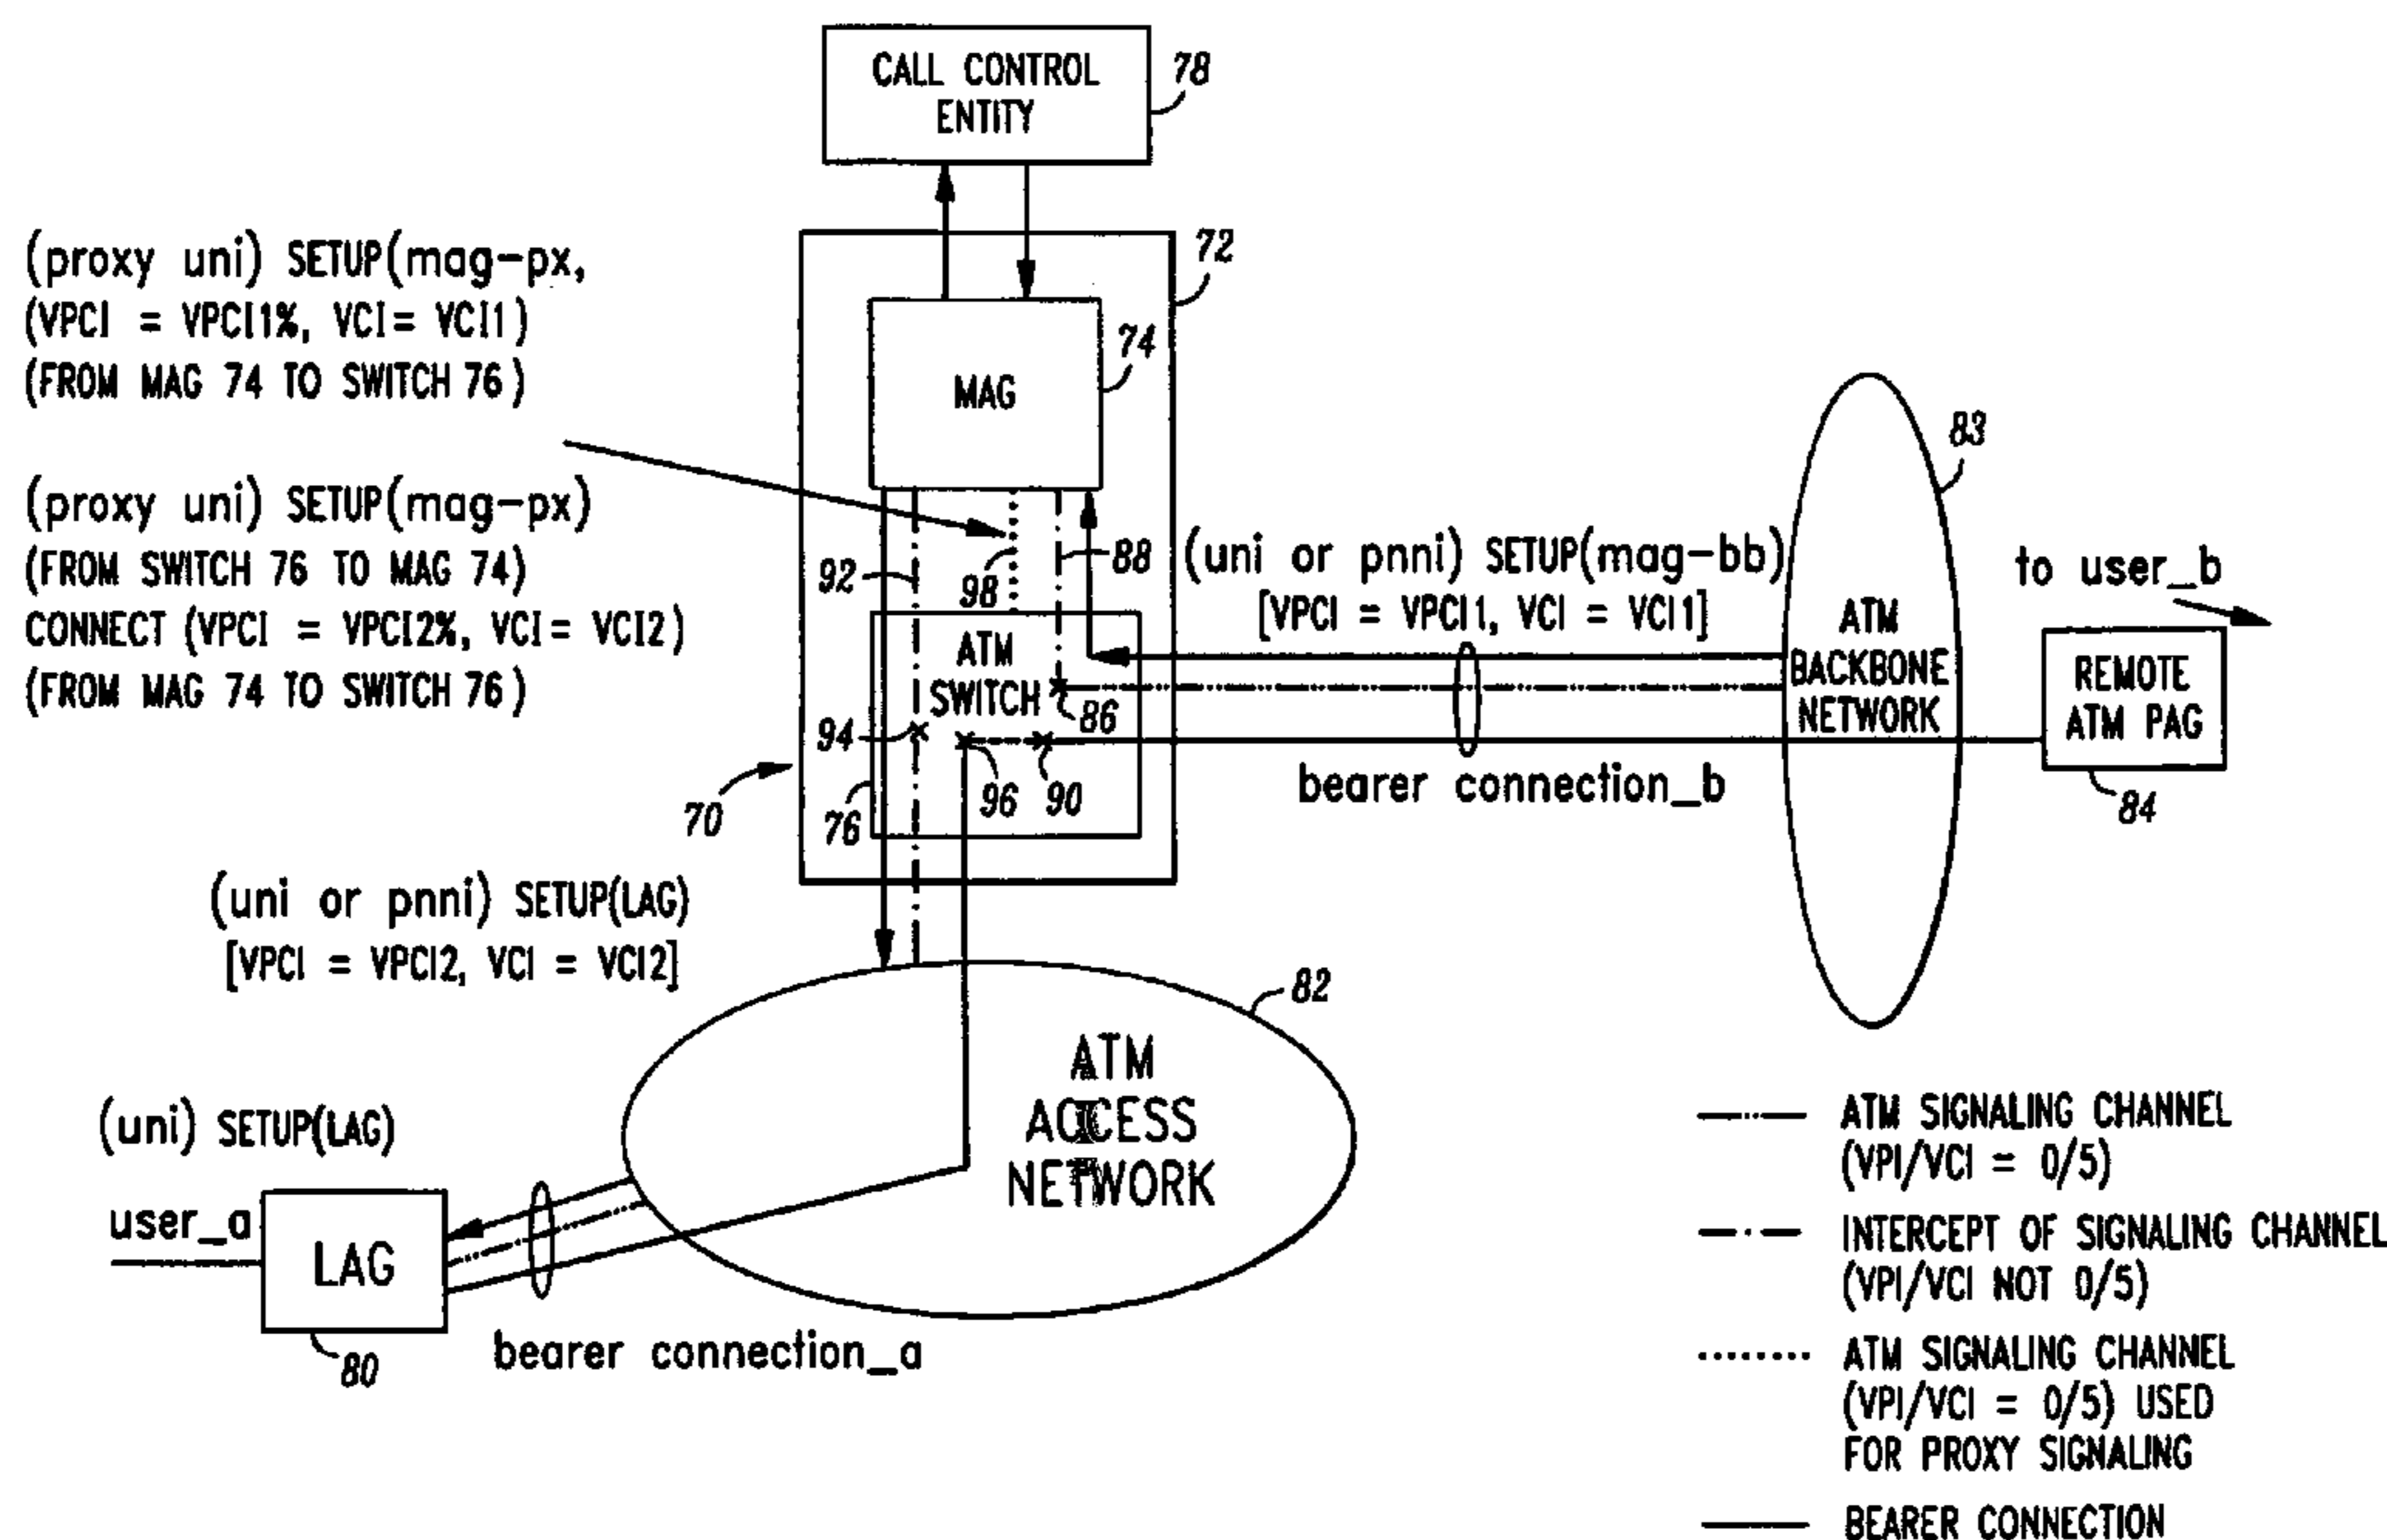 CALL CONTROL
ENTITY
78
(proxy uni) SETUP(mag-px,
(VPCI = VPCI1%, VCI= VCI1)
(FROM MAG 74 TO SWITCH 76)
72
74
MAG
83
(proxy uni) SETUP(mag-px)
(FROM SWITCH 76 TO MAG 74)
CONNECT (VPCI = VPCI2%, VCI= VCI2)
(FROM MAG 74 TO SWITCH 76)
92
98
88
(uni or pnni) SETUP(mag-bb)
[VPCI = VPCI1, VCI = VCI1]
to user_b
ATM
BACKBONE
NETWORK
REMOTE
ATM PAG
84
ATM
SWITCH
86
94
96
90
76
70
bearer connection_b
(uni or pnni) SETUP(LAG)
[VPCI = VPCI2, VCI = VCI2]
82
ATM
ACCESS
NETWORK
(uni) SETUP(LAG)
user_a
LAG
80
bearer connection_a
ATM SIGNALING CHANNEL
(VPI/VCI = 0/5)
INTERCEPT OF SIGNALING CHANNEL
(VPI/VCI NOT 0/5)
ATM SIGNALING CHANNEL
(VPI/VCI = 0/5) USED
FOR PROXY SIGNALING
BEARER CONNECTION